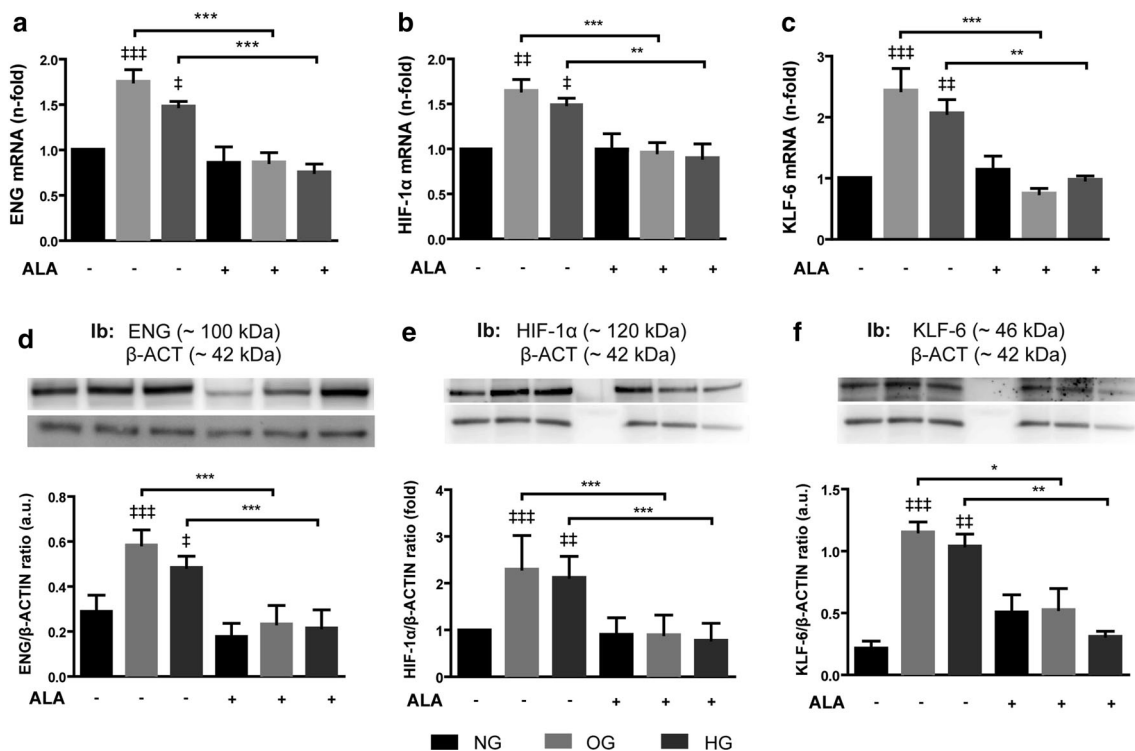 a
***
***
‡‡‡
‡
ENG mRNA (n-fold)
2.0
1.5
1.0
0.5
0.0
ALA - - - + + +
b
***
**
‡‡
‡
HIF-1α mRNA (n-fold)
2.0
1.5
1.0
0.5
0.0
- - - + + +
c
***
**
‡‡‡
‡‡
KLF-6 mRNA (n-fold)
3
2
1
0
ALA - - - + + +
d
Ib: ENG (~ 100 kDa)
β-ACT (~ 42 kDa)
***
***
‡‡‡
‡
ENG/β-ACTIN ratio (a.u.)
0.8
0.6
0.4
0.2
0.0
ALA - - - + + +
e
Ib: HIF-1α (~ 120 kDa)
β-ACT (~ 42 kDa)
***
***
‡‡‡
‡‡
HIF-1α/β-ACTIN ratio (fold)
4
3
2
1
0
ALA - - - + + +
f
Ib: KLF-6 (~ 46 kDa)
β-ACT (~ 42 kDa)
*
**
‡‡‡
‡‡
KLF-6/β-ACTIN ratio (a.u.)
1.5
1.0
0.5
0.0
ALA - - - + + +
NG OG HG